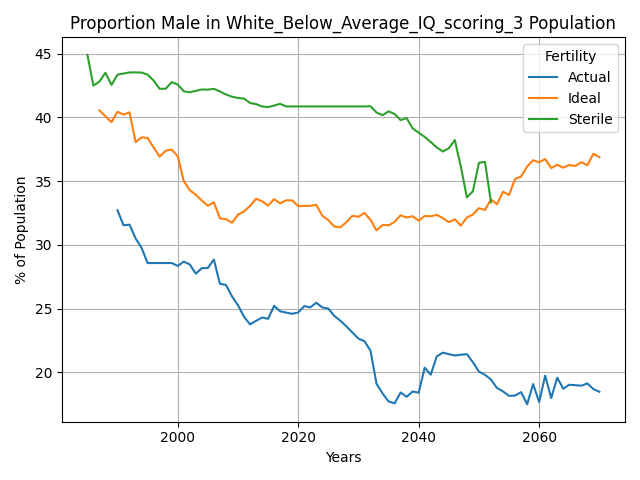 Proportion Male in White_Below_Average_IQ_scoring_3 Population
% of Population
45
40
35
30
25
20
Fertility
Actual
Ideal
Sterile
2000
2020
2040
2060
Years